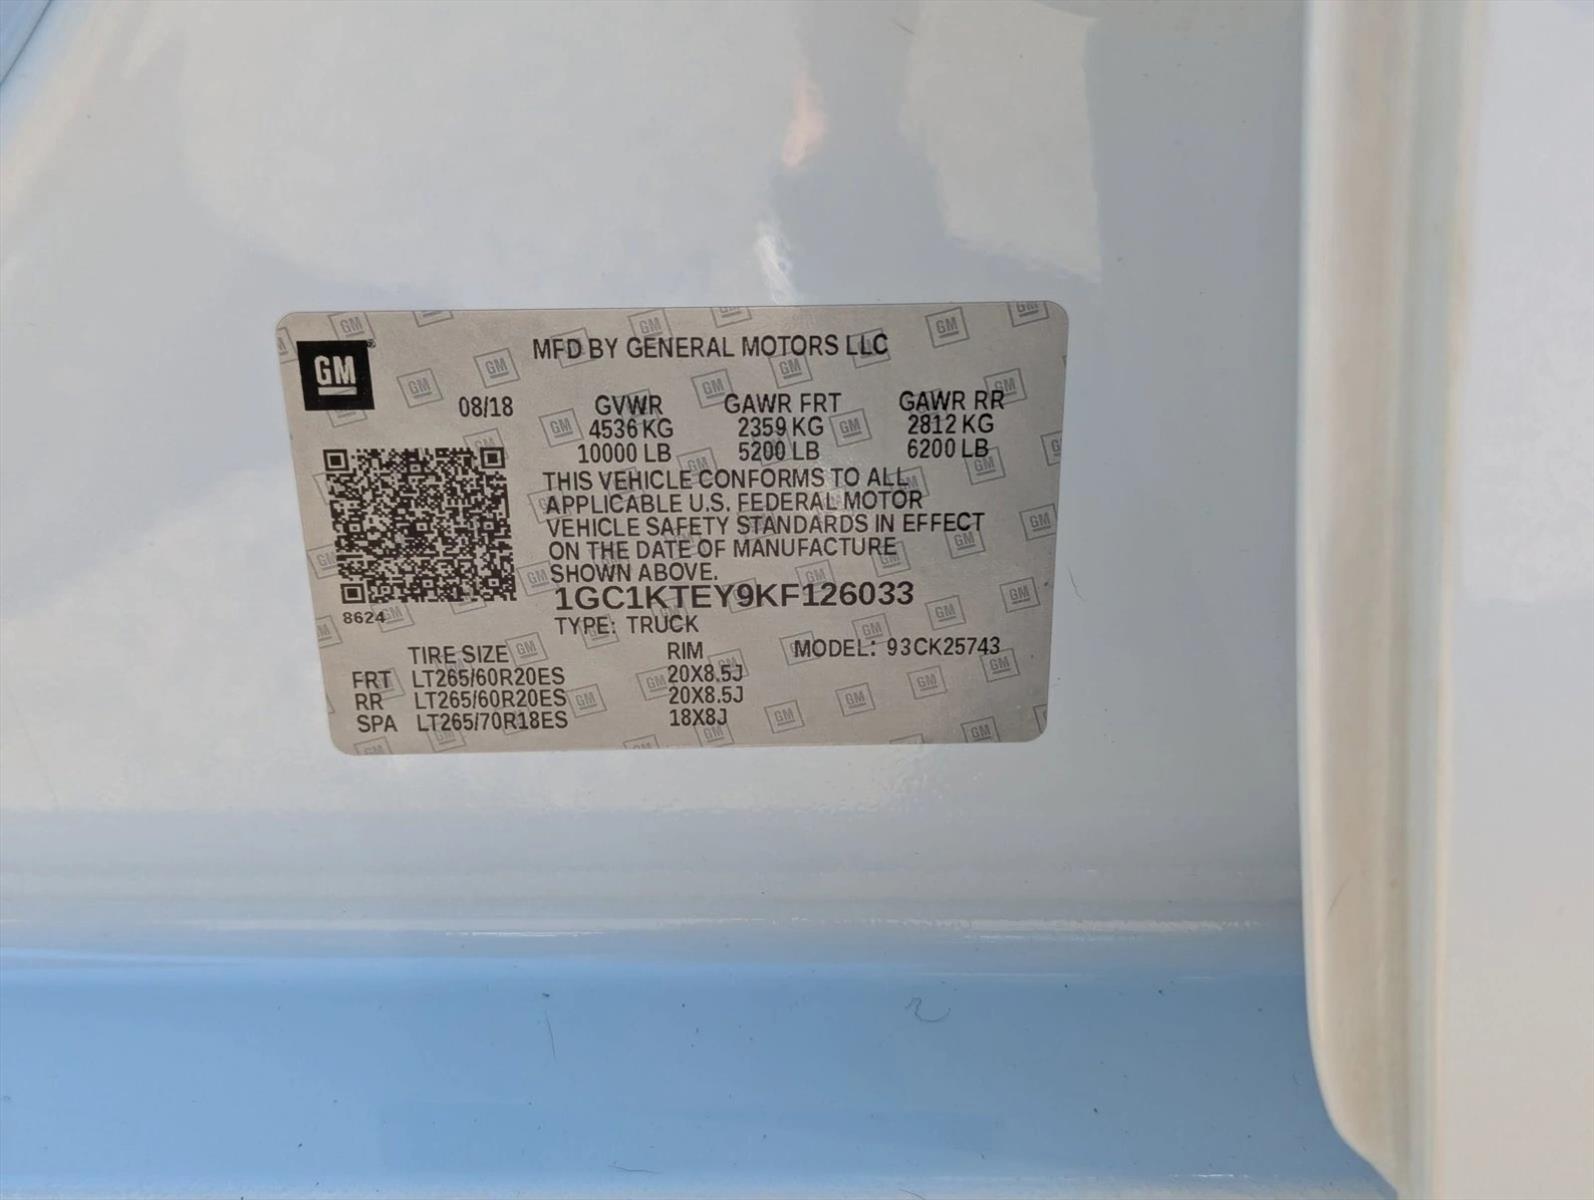 GM
MFD BY GENERAL MOTORS LLC
08/18 GVWR GAWR FRT GAWR RR
4536 KG 2359 KG 2812 KG
10000 LB 5200 LB 6200 LB
THIS VEHICLE CONFORMS TO ALL
APPLICABLE U.S. FEDERAL MOTOR
VEHICLE SAFETY STANDARDS IN EFFECT
ON THE DATE OF MANUFACTURE
SHOWN ABOVE.
1GC1KTEY9KF126033
8624
TYPE: TRUCK
TIRE SIZE RIM MODEL: 93CK25743
FRT LT265/60R20ES 20X8.5J
RR LT265/60R20ES 20X8.5J
SPA LT265/70R18ES 18X8J